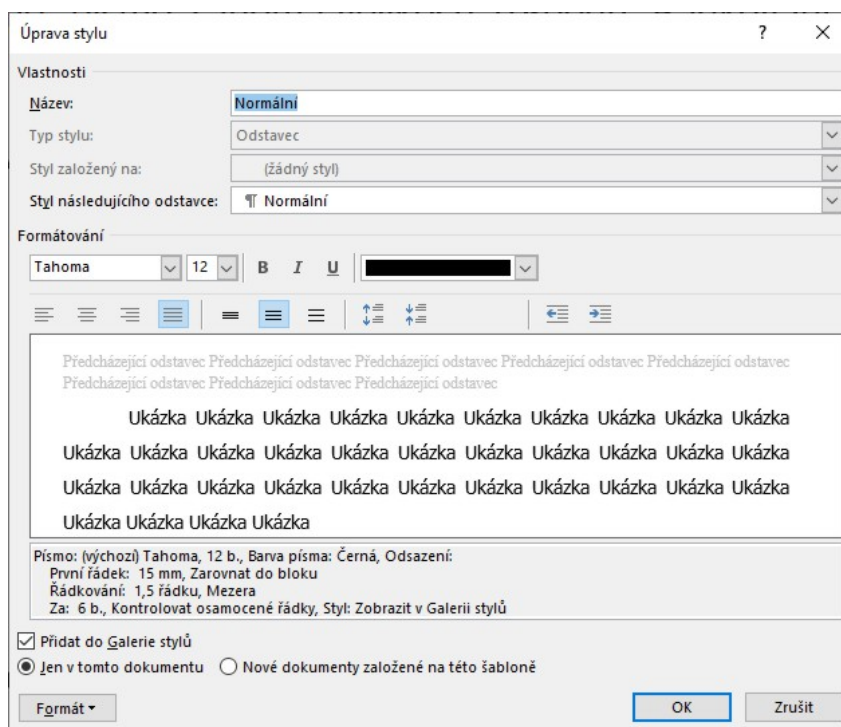 Úprava stylu
?
Vlastnosti
Název: Normální
Typ stylu: Odstavec
Styl založený na: (žádný styl)
Styl následujícího odstavce: ¶ Normální
Formátování
Tahoma 12 B I U
Předcházející odstavec Předcházející odstavec Předcházející odstavec Předcházející odstavec Předcházející odstavec
Předcházející odstavec Předcházející odstavec Předcházející odstavec
Ukázka Ukázka Ukázka Ukázka Ukázka Ukázka Ukázka Ukázka Ukázka Ukázka
Ukázka Ukázka Ukázka Ukázka Ukázka Ukázka Ukázka Ukázka Ukázka Ukázka Ukázka
Ukázka Ukázka Ukázka Ukázka Ukázka Ukázka Ukázka Ukázka Ukázka Ukázka Ukázka
Ukázka Ukázka Ukázka Ukázka
Písmo: (výchozí) Tahoma, 12 b., Barva písma: Černá, Odsazení:
První řádek: 15 mm, Zarovnat do bloku
Řádkování: 1,5 řádku, Mezera
Za: 6 b., Kontrolovat osamocené řádky, Styl: Zobrazit v Galerii stylů
Přidat do Galerie stylů
Jen v tomto dokumentu Nové dokumenty založené na této šabloně
Formát OK Zrušit